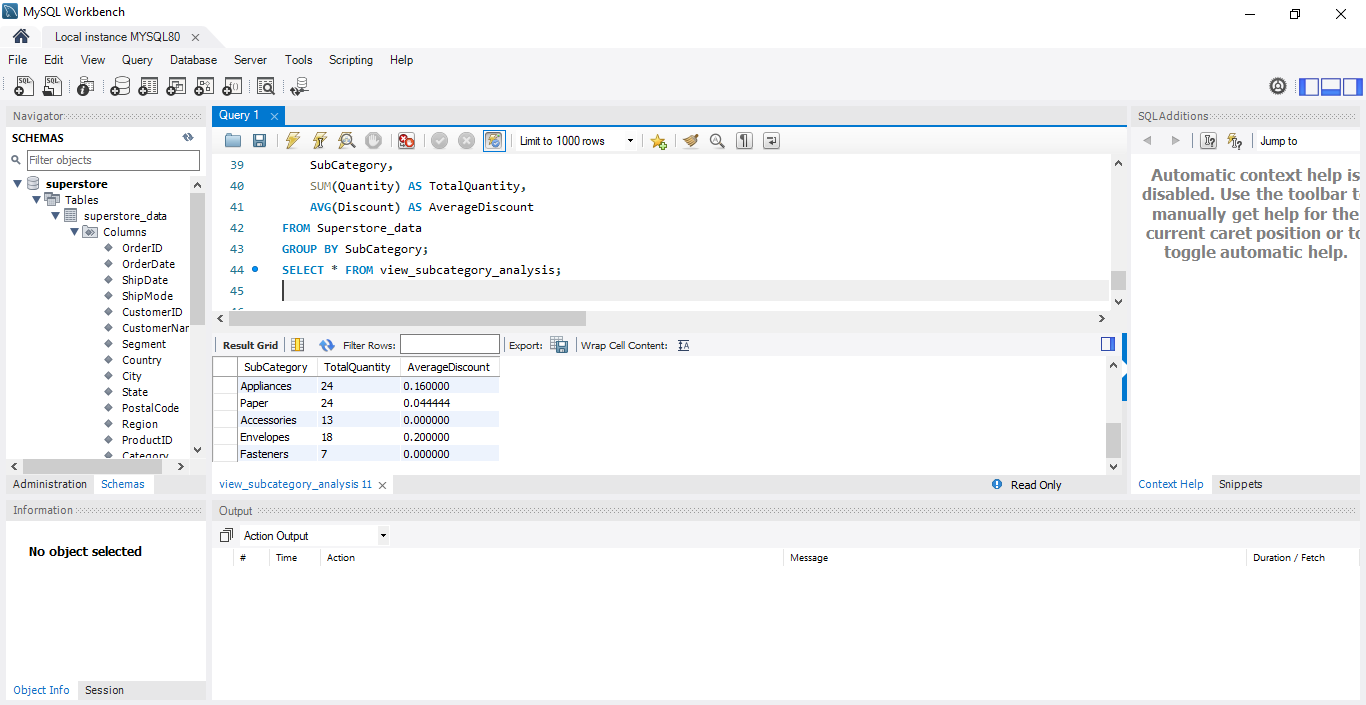 MySQL Workbench
Local instance MYSQL80
File Edit View Query Database Server Tools Scripting Help
Navigator
SCHEMAS
Filter objects
superstore
Tables
superstore_data
Columns
OrderID
OrderDate
ShipDate
ShipMode
CustomerID
CustomerNar
Segment
Country
City
State
PostalCode
Region
ProductID
Category
Administration Schemas
Information
No object selected
Object Info Session
Query 1
Limit to 1000 rows
39 SubCategory,
40 SUM(Quantity) AS TotalQuantity,
41 AVG(Discount) AS AverageDiscount
42 FROM Superstore_data
43 GROUP BY SubCategory;
44 SELECT * FROM view_subcategory_analysis;
45
Result Grid Filter Rows: Export: Wrap Cell Content:
SubCategory TotalQuantity AverageDiscount
Appliances 24 0.160000
Paper 24 0.044444
Accessories 13 0.000000
Envelopes 18 0.200000
Fasteners 7 0.000000
view_subcategory_analysis 11 Read Only
Output
Action Output
# Time Action Message Duration / Fetch
SQLAdditions
Jump to
Automatic context help is
disabled. Use the toolbar t
manually get help for the
current caret position or to
toggle automatic help.
Context Help Snippets